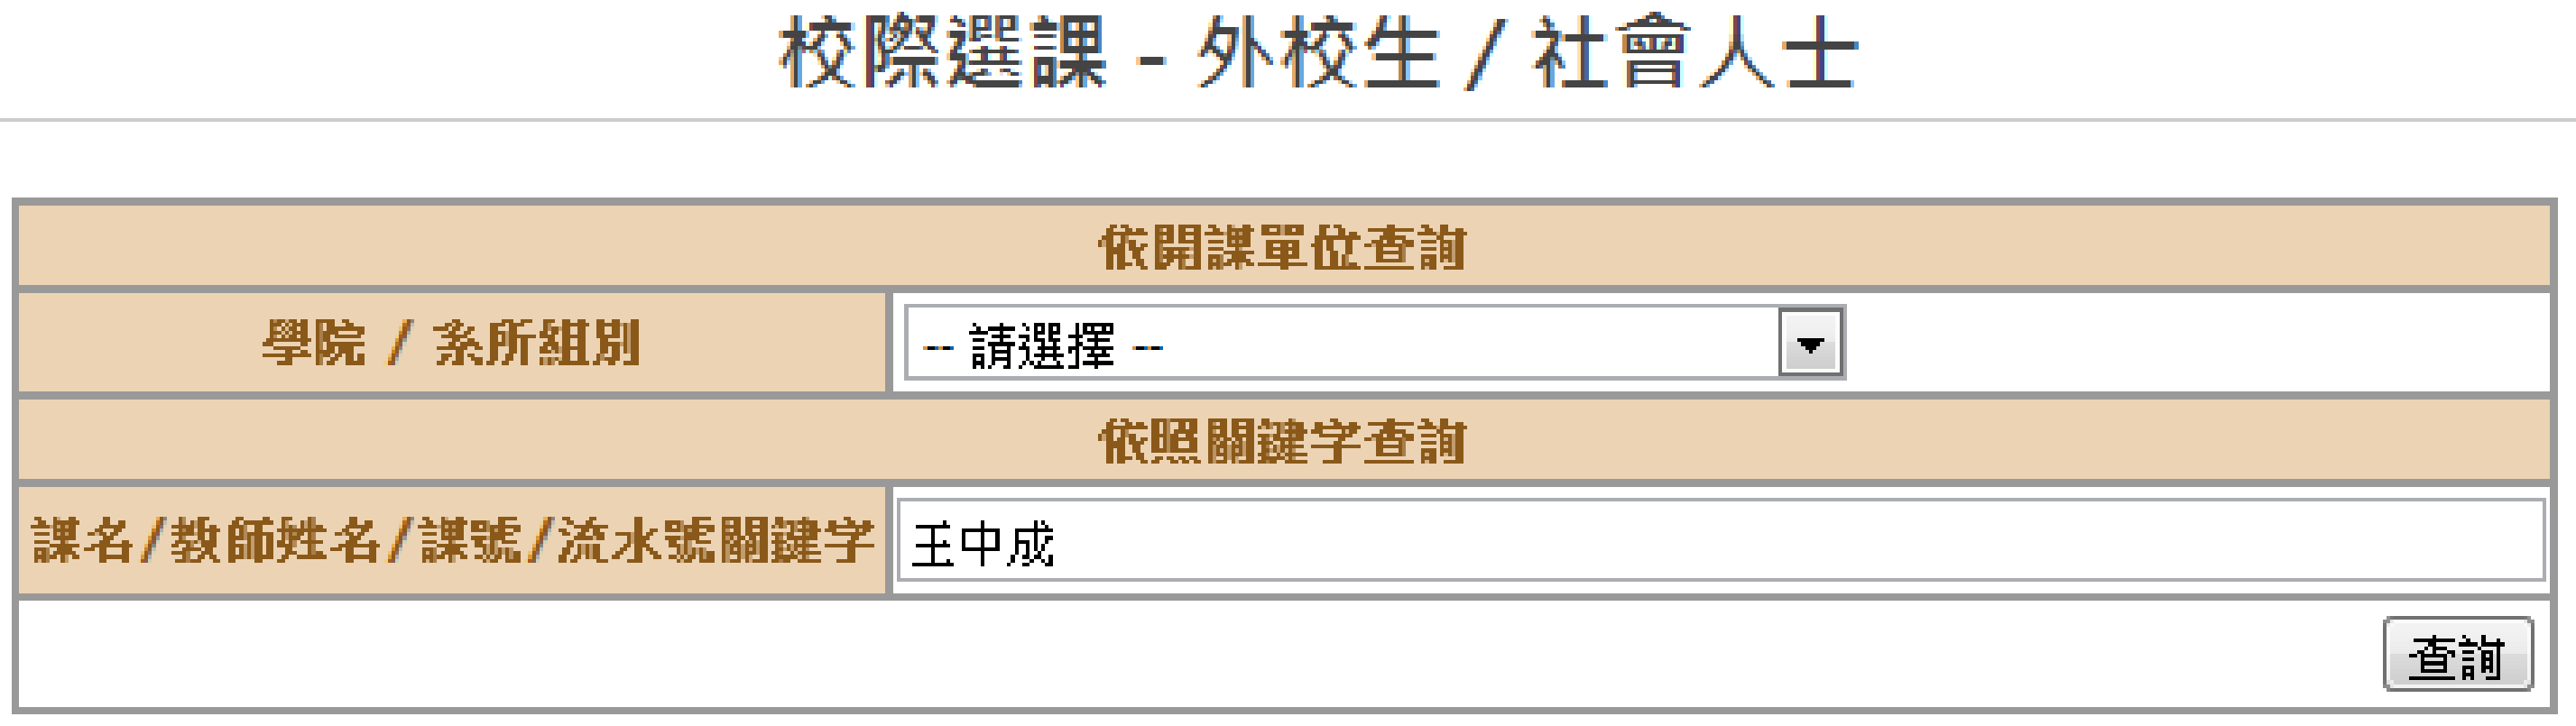 校際選課 - 外校生 / 社會人士
依開課單位查詢
學院 / 系所組別
-- 請選擇 --
依照關鍵字查詢
課名/教師姓名/課號/流水號關鍵字
王中成
查詢